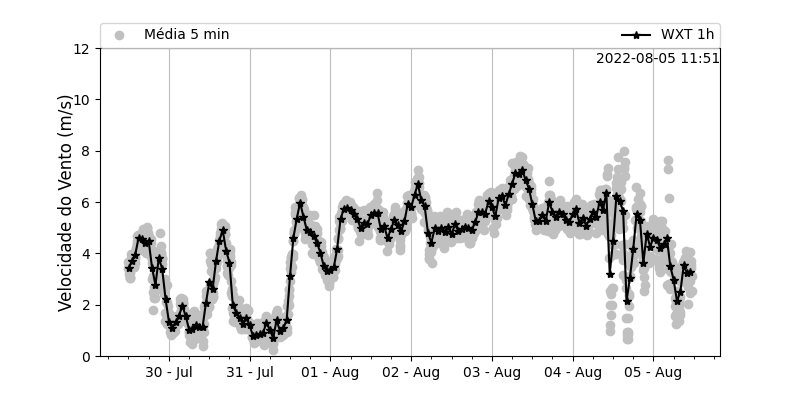 Média 5 min
WXT 1h
2022-08-05 11:51
Velocidade do Vento (m/s)
12
10
8
6
4
2
0
30 - Jul
31 - Jul
01 - Aug
02 - Aug
03 - Aug
04 - Aug
05 - Aug